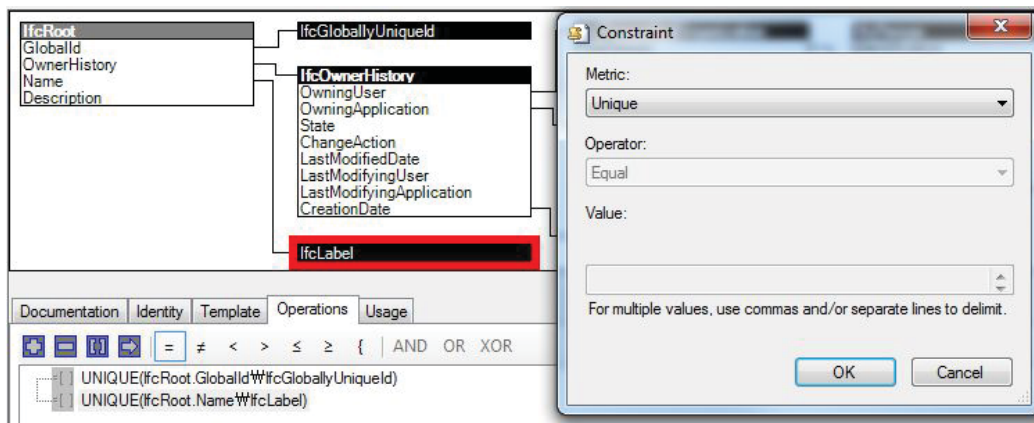 IfcRoot
GlobalId
OwnerHistory
Name
Description
IfcGloballyUniqueId
IfcOwnerHistory
OwningUser
OwningApplication
State
ChangeAction
LastModifiedDate
LastModifyingUser
LastModifyingApplication
CreationDate
IfcLabel
Documentation Identity Template Operations Usage
= ≠ < > ≤ ≥ { AND OR XOR
UNIQUE(IfcRoot.GlobalId₩IfcGloballyUniqueId)
UNIQUE(IfcRoot.Name₩IfcLabel)
Constraint
Metric:
Unique
Operator:
Equal
Value:
For multiple values, use commas and/or separate lines to delimit.
OK Cancel